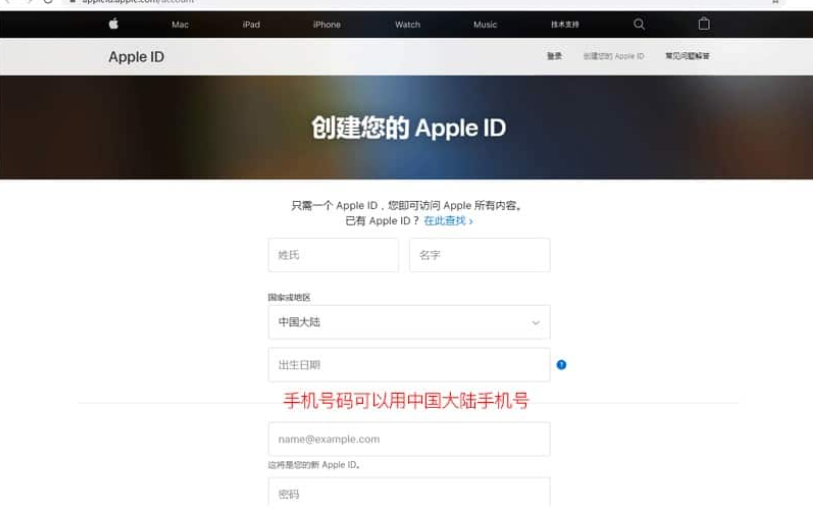 appleid.apple.com/account
Mac iPad iPhone Watch Music 技术支持
Apple ID 登录 创建您的 Apple ID 常见问题解答
创建您的 Apple ID
只需一个 Apple ID，您即可访问 Apple 所有内容。
已有 Apple ID？在此查找 ›
姓氏 名字
国家或地区
中国大陆
出生日期
手机号码可以用中国大陆手机号
name@example.com
这将是您的新 Apple ID。
密码